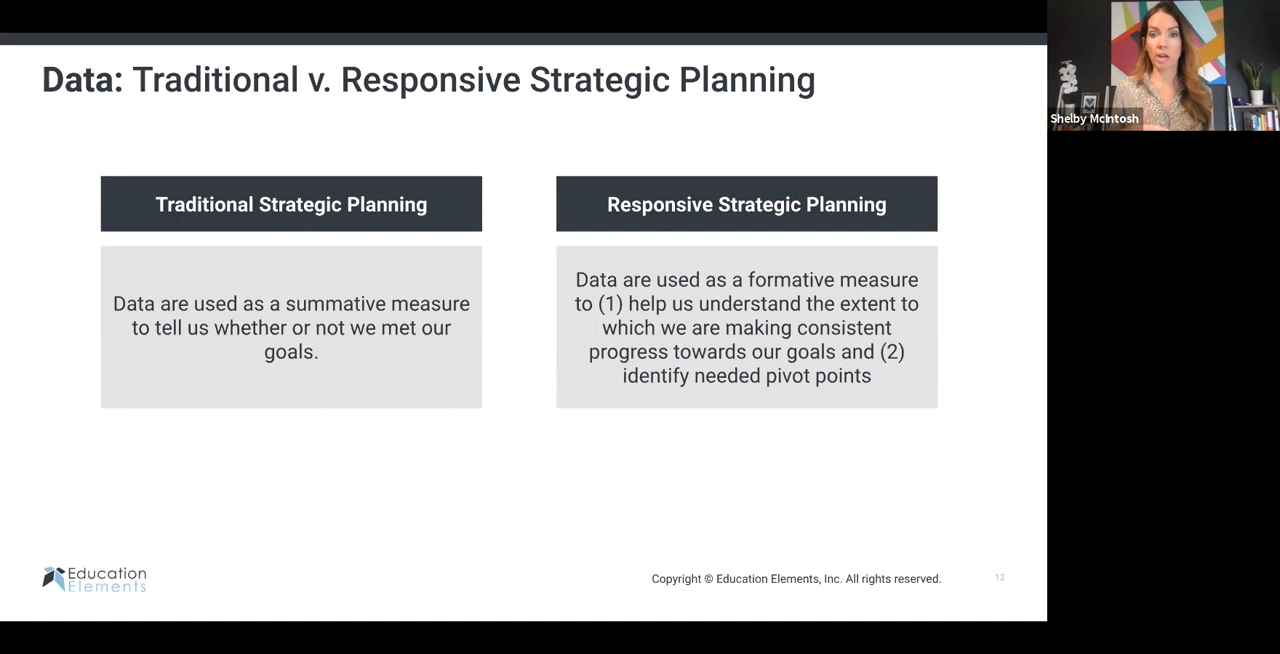 Data: Traditional v. Responsive Strategic Planning
Shelby McIntosh
Traditional Strategic Planning
Data are used as a summative measure
to tell us whether or not we met our
goals.
Responsive Strategic Planning
Data are used as a formative measure
to (1) help us understand the extent to
which we are making consistent
progress towards our goals and (2)
identify needed pivot points
Education
Elements
Copyright © Education Elements, Inc. All rights reserved.
12